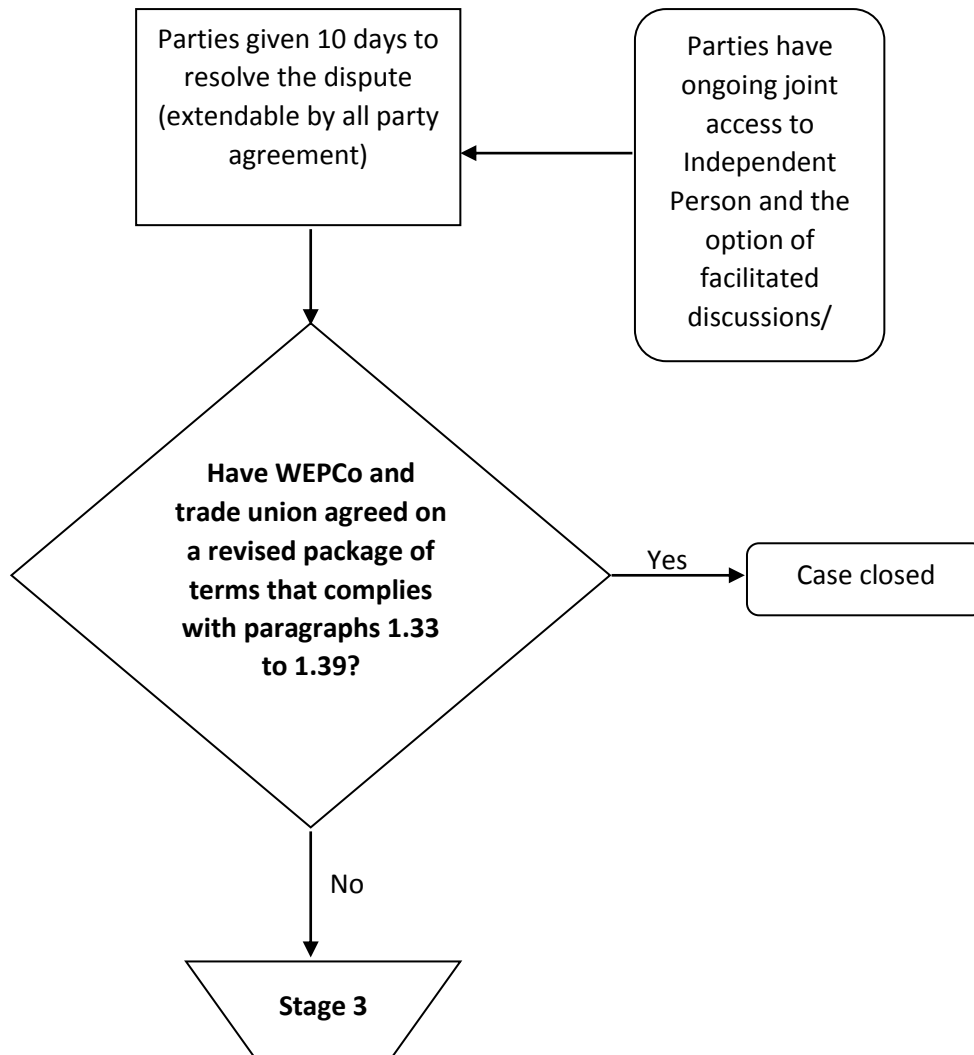 Parties given 10 days to
resolve the dispute
(extendable by all party
agreement)
Parties have
ongoing joint
access to
Independent
Person and the
option of
facilitated
discussions/
Have WEPCo and
trade union agreed on
a revised package of
terms that complies
with paragraphs 1.33
to 1.39?
Yes
Case closed
No
Stage 3